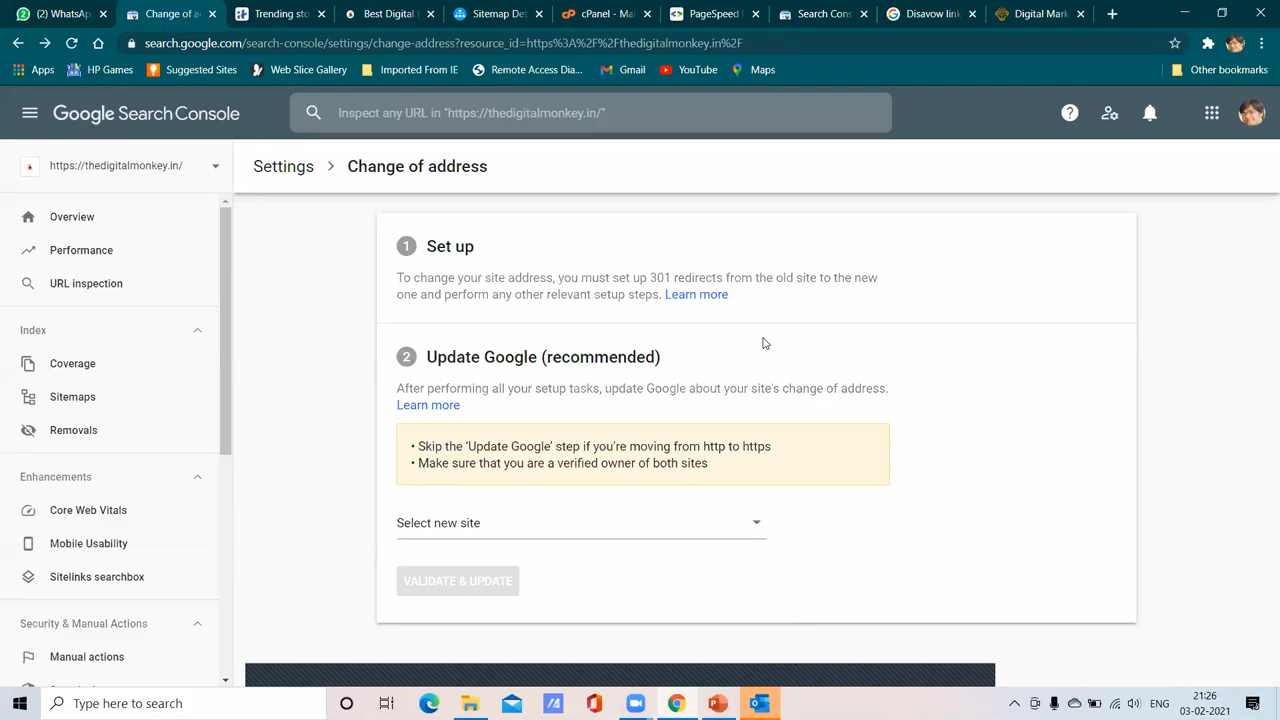 (2) WhatsA
Change of a
Trending sto
Best Digital
Sitemap Dev
cPanel - Ma
PageSpeed
Search Cons
Disavow link
Digital Mark
search.google.com/search-console/settings/change-address?resource_id=https%3A%2F%2Fthedigitalmonkey.in%2F
Apps
HP Games
Suggested Sites
Web Slice Gallery
Imported From IE
Remote Access Dia...
Gmail
YouTube
Maps
Other bookmarks
Google Search Console
Inspect any URL in "https://thedigitalmonkey.in/"
https://thedigitalmonkey.in/
Settings > Change of address
Overview
Performance
URL inspection
Index
Coverage
Sitemaps
Removals
Enhancements
Core Web Vitals
Mobile Usability
Sitelinks searchbox
Security & Manual Actions
Manual actions
1 Set up
To change your site address, you must set up 301 redirects from the old site to the new
one and perform any other relevant setup steps. Learn more
2 Update Google (recommended)
After performing all your setup tasks, update Google about your site's change of address.
Learn more
• Skip the 'Update Google' step if you're moving from http to https
• Make sure that you are a verified owner of both sites
Select new site
VALIDATE & UPDATE
Type here to search
ENG
21:26
03-02-2021